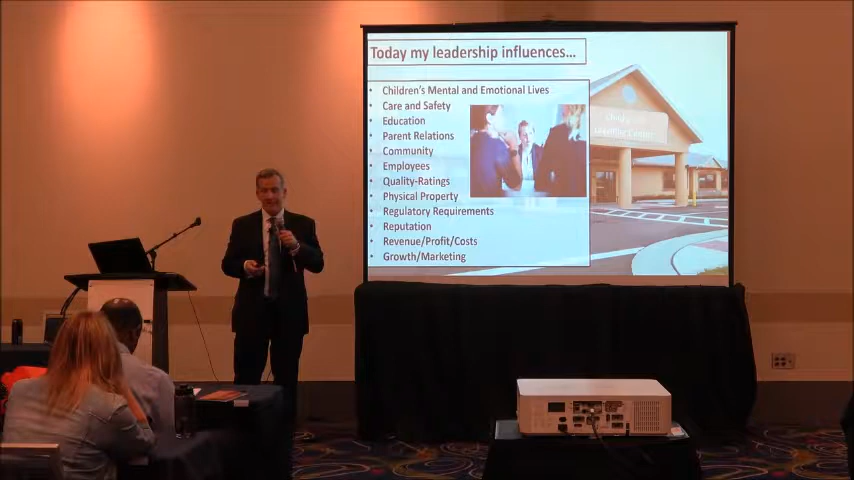 Today my leadership influences...
• Children's Mental and Emotional Lives
• Care and Safety
• Education
• Parent Relations
• Community
• Employees
• Quality-Ratings
• Physical Property
• Regulatory Requirements
• Reputation
• Revenue/Profit/Costs
• Growth/Marketing